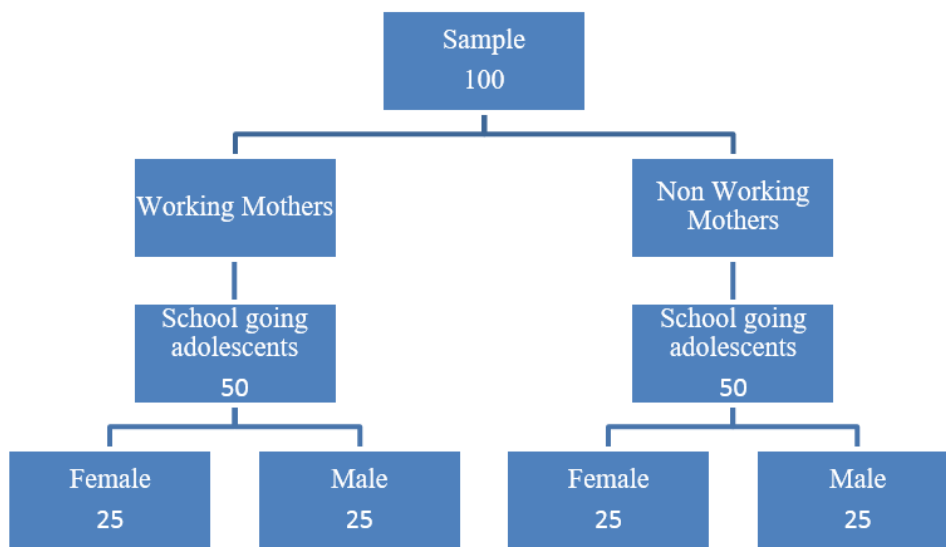 Sample
100
Working Mothers
Non Working
Mothers
School going
adolescents
50
School going
adolescents
50
Female
25
Male
25
Female
25
Male
25